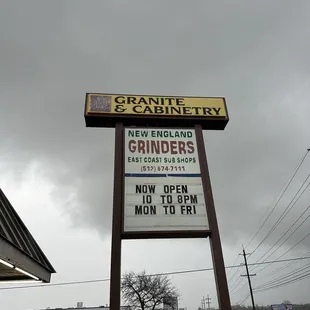 GRANITE
& CABINETRY
NEW ENGLAND
GRINDERS
EAST COAST SUB SHOPS
(517) 674-7111
NOW OPEN
10 TO 8PM
MON TO FRI